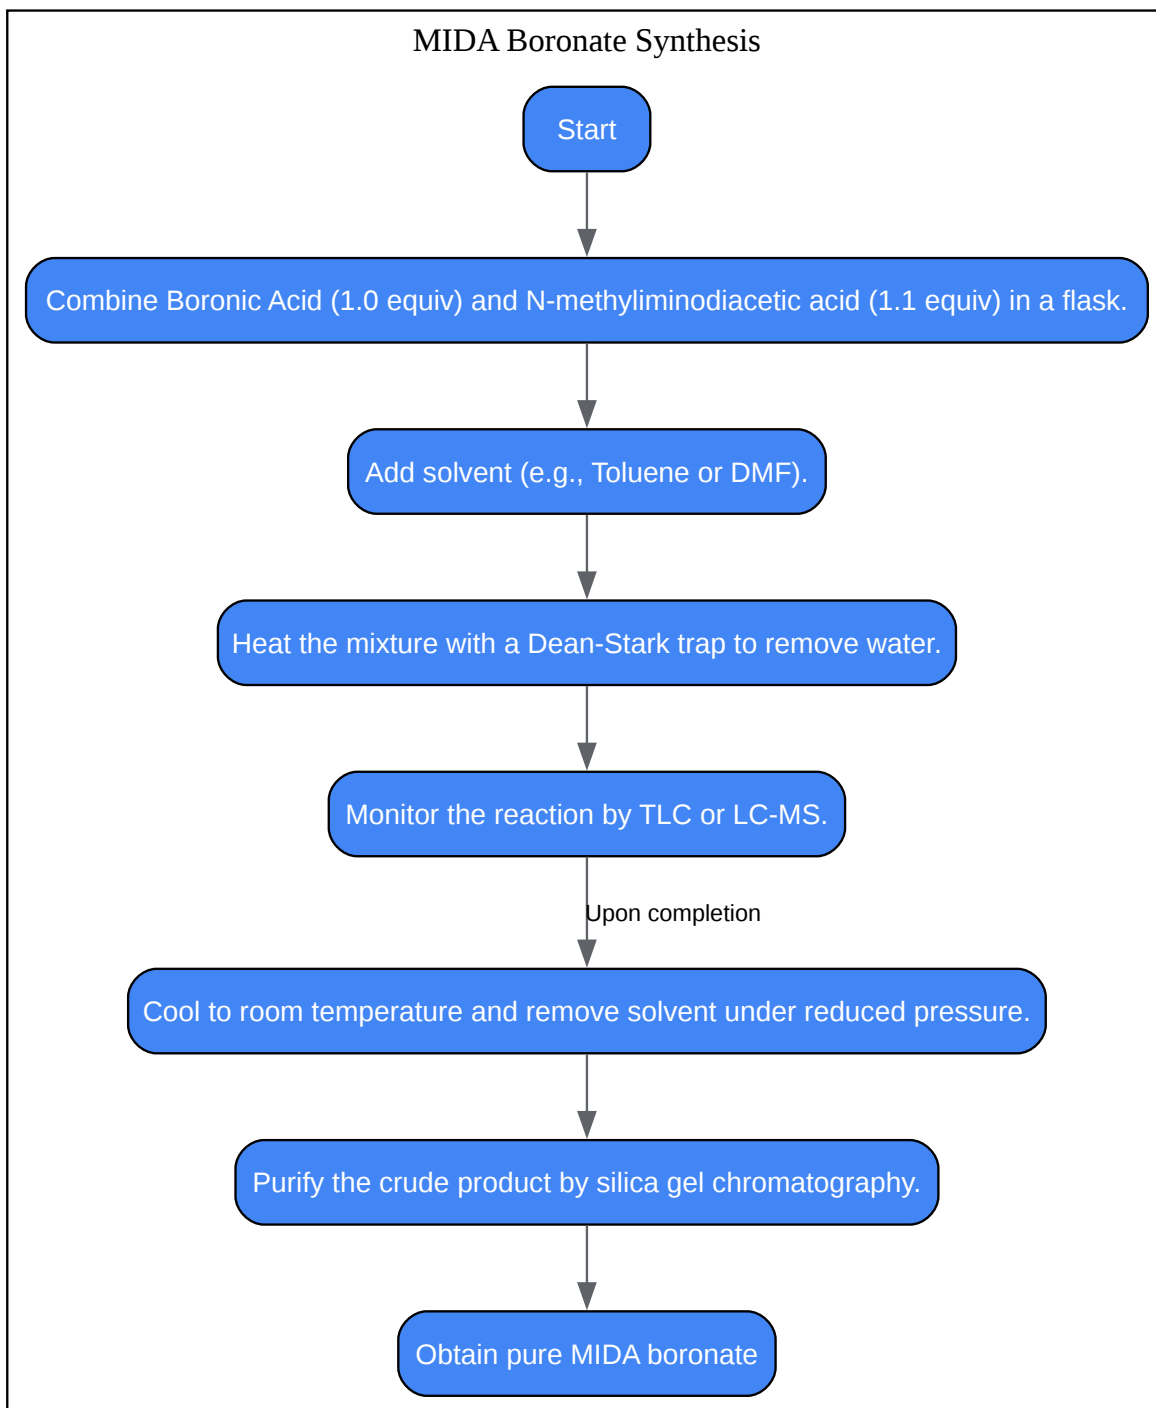 MIDA Boronate Synthesis
Start
Combine Boronic Acid (1.0 equiv) and N-methyliminodiacetic acid (1.1 equiv) in a flask.
Add solvent (e.g., Toluene or DMF).
Heat the mixture with a Dean-Stark trap to remove water.
Monitor the reaction by TLC or LC-MS.
Upon completion
Cool to room temperature and remove solvent under reduced pressure.
Purify the crude product by silica gel chromatography.
Obtain pure MIDA boronate